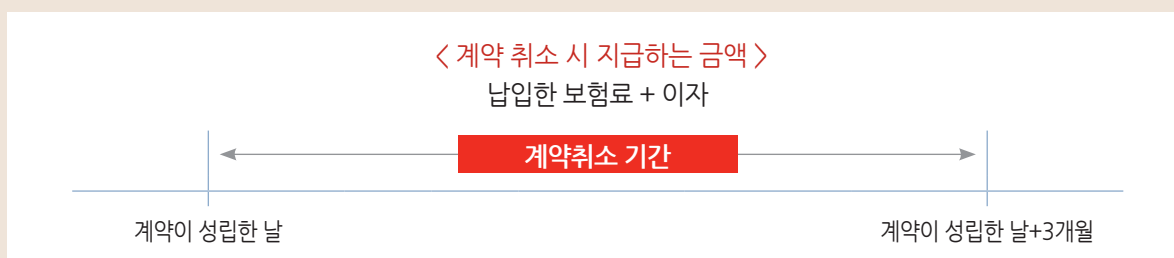 < 계약 취소 시 지급하는 금액 >
납입한 보험료 + 이자
계약취소 기간
계약이 성립한 날
계약이 성립한 날+3개월